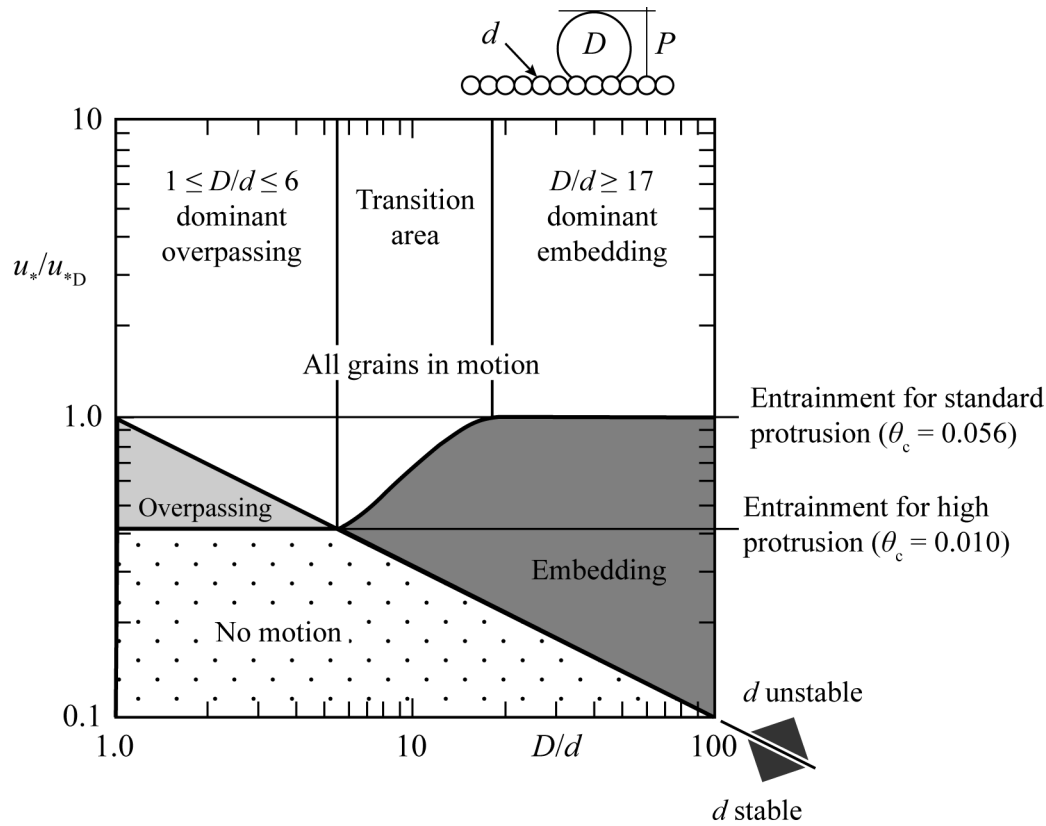 d
D
P
10
1 ≤ D/d ≤ 6
dominant
overpassing
Transition
area
D/d ≥ 17
dominant
embedding
u*/u*D
All grains in motion
1.0
Entrainment for standard
protrusion (θc = 0.056)
Overpassing
Entrainment for high
protrusion (θc = 0.010)
Embedding
No motion
0.1
1.0
10
D/d
100
d unstable
d stable